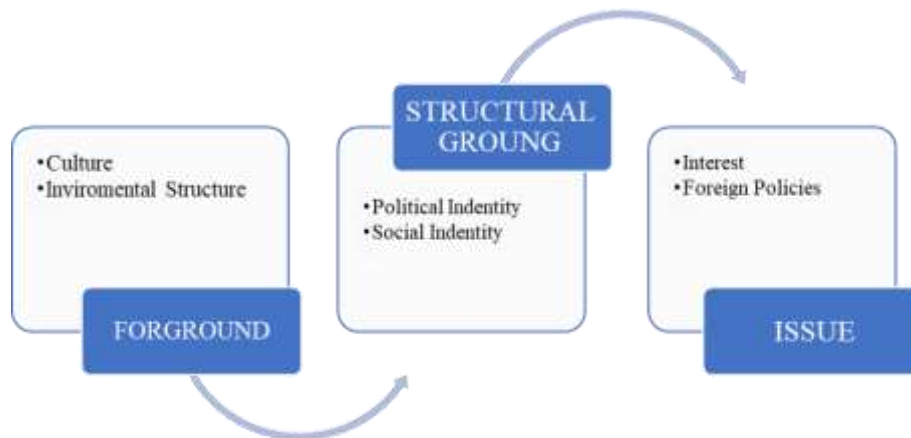 •Culture
•Inviromental Structure
FORGROUND
STRUCTURAL
GROUNG
•Political Indentity
•Social Indentity
•Interest
•Foreign Policies
ISSUE